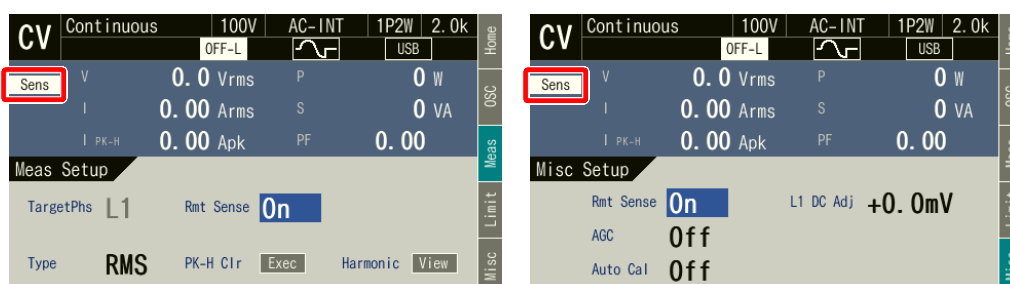 CV Continuous 100V AC-INT 1P2W 2.0k
OFF-L USB
Sens V 0.0 Vrms P 0 W
I 0.00 Arms S 0 VA
I PK-H 0.00 Apk PF 0.00
Meas Setup
TargetPhs L1 Rmt Sense On
Type RMS PK-H Clr Exec Harmonic View
Home
OSC
Meas
Limit
Misc
CV Continuous 100V AC-INT 1P2W 2.0k
OFF-L USB
Sens V 0.0 Vrms P 0 W
I 0.00 Arms S 0 VA
I PK-H 0.00 Apk PF 0.00
Misc Setup
Rmt Sense On L1 DC Adj +0.0mV
AGC Off
Auto Cal Off